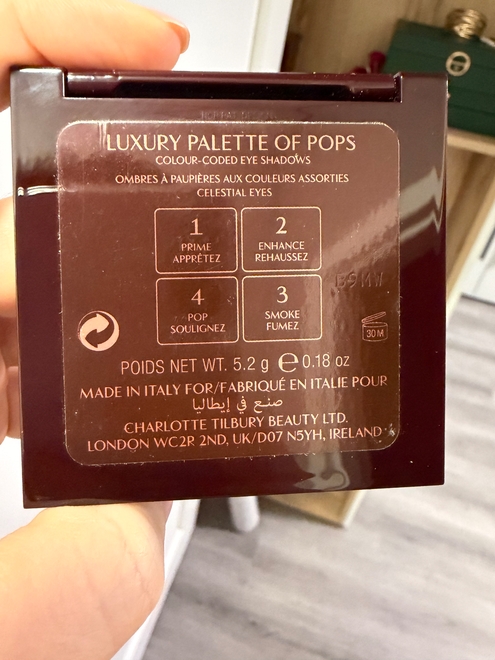 LUXURY PALETTE OF POPS
COLOUR-CODED EYE SHADOWS
OMBRES À PAUPIÈRES AUX COULEURS ASSORTIES
CELESTIAL EYES
1
PRIME
APPRÊTEZ
2
ENHANCE
REHAUSSEZ
4
POP
SOULIGNEZ
3
SMOKE
FUMEZ
30M
POIDS NET WT. 5.2 g ℮ 0.18 oz
MADE IN ITALY FOR/FABRIQUÉ EN ITALIE POUR
صنع في إيطاليا
CHARLOTTE TILBURY BEAUTY LTD.
LONDON WC2R 2ND, UK/D07 N5YH, IRELAND